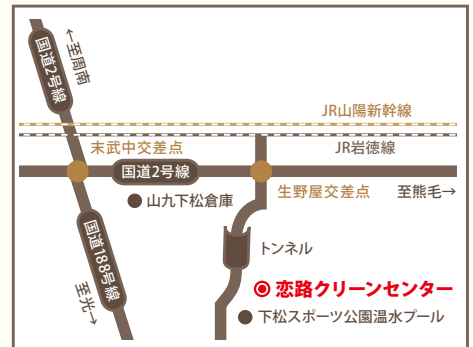 ←至周南
国道2号線
JR山陽新幹線
JR岩徳線
末武中交差点
国道2号線
生野屋交差点
至熊毛→
山九下松倉庫
国道188号線
至光→
トンネル
恋路クリーンセンター
下松スポーツ公園温水プール